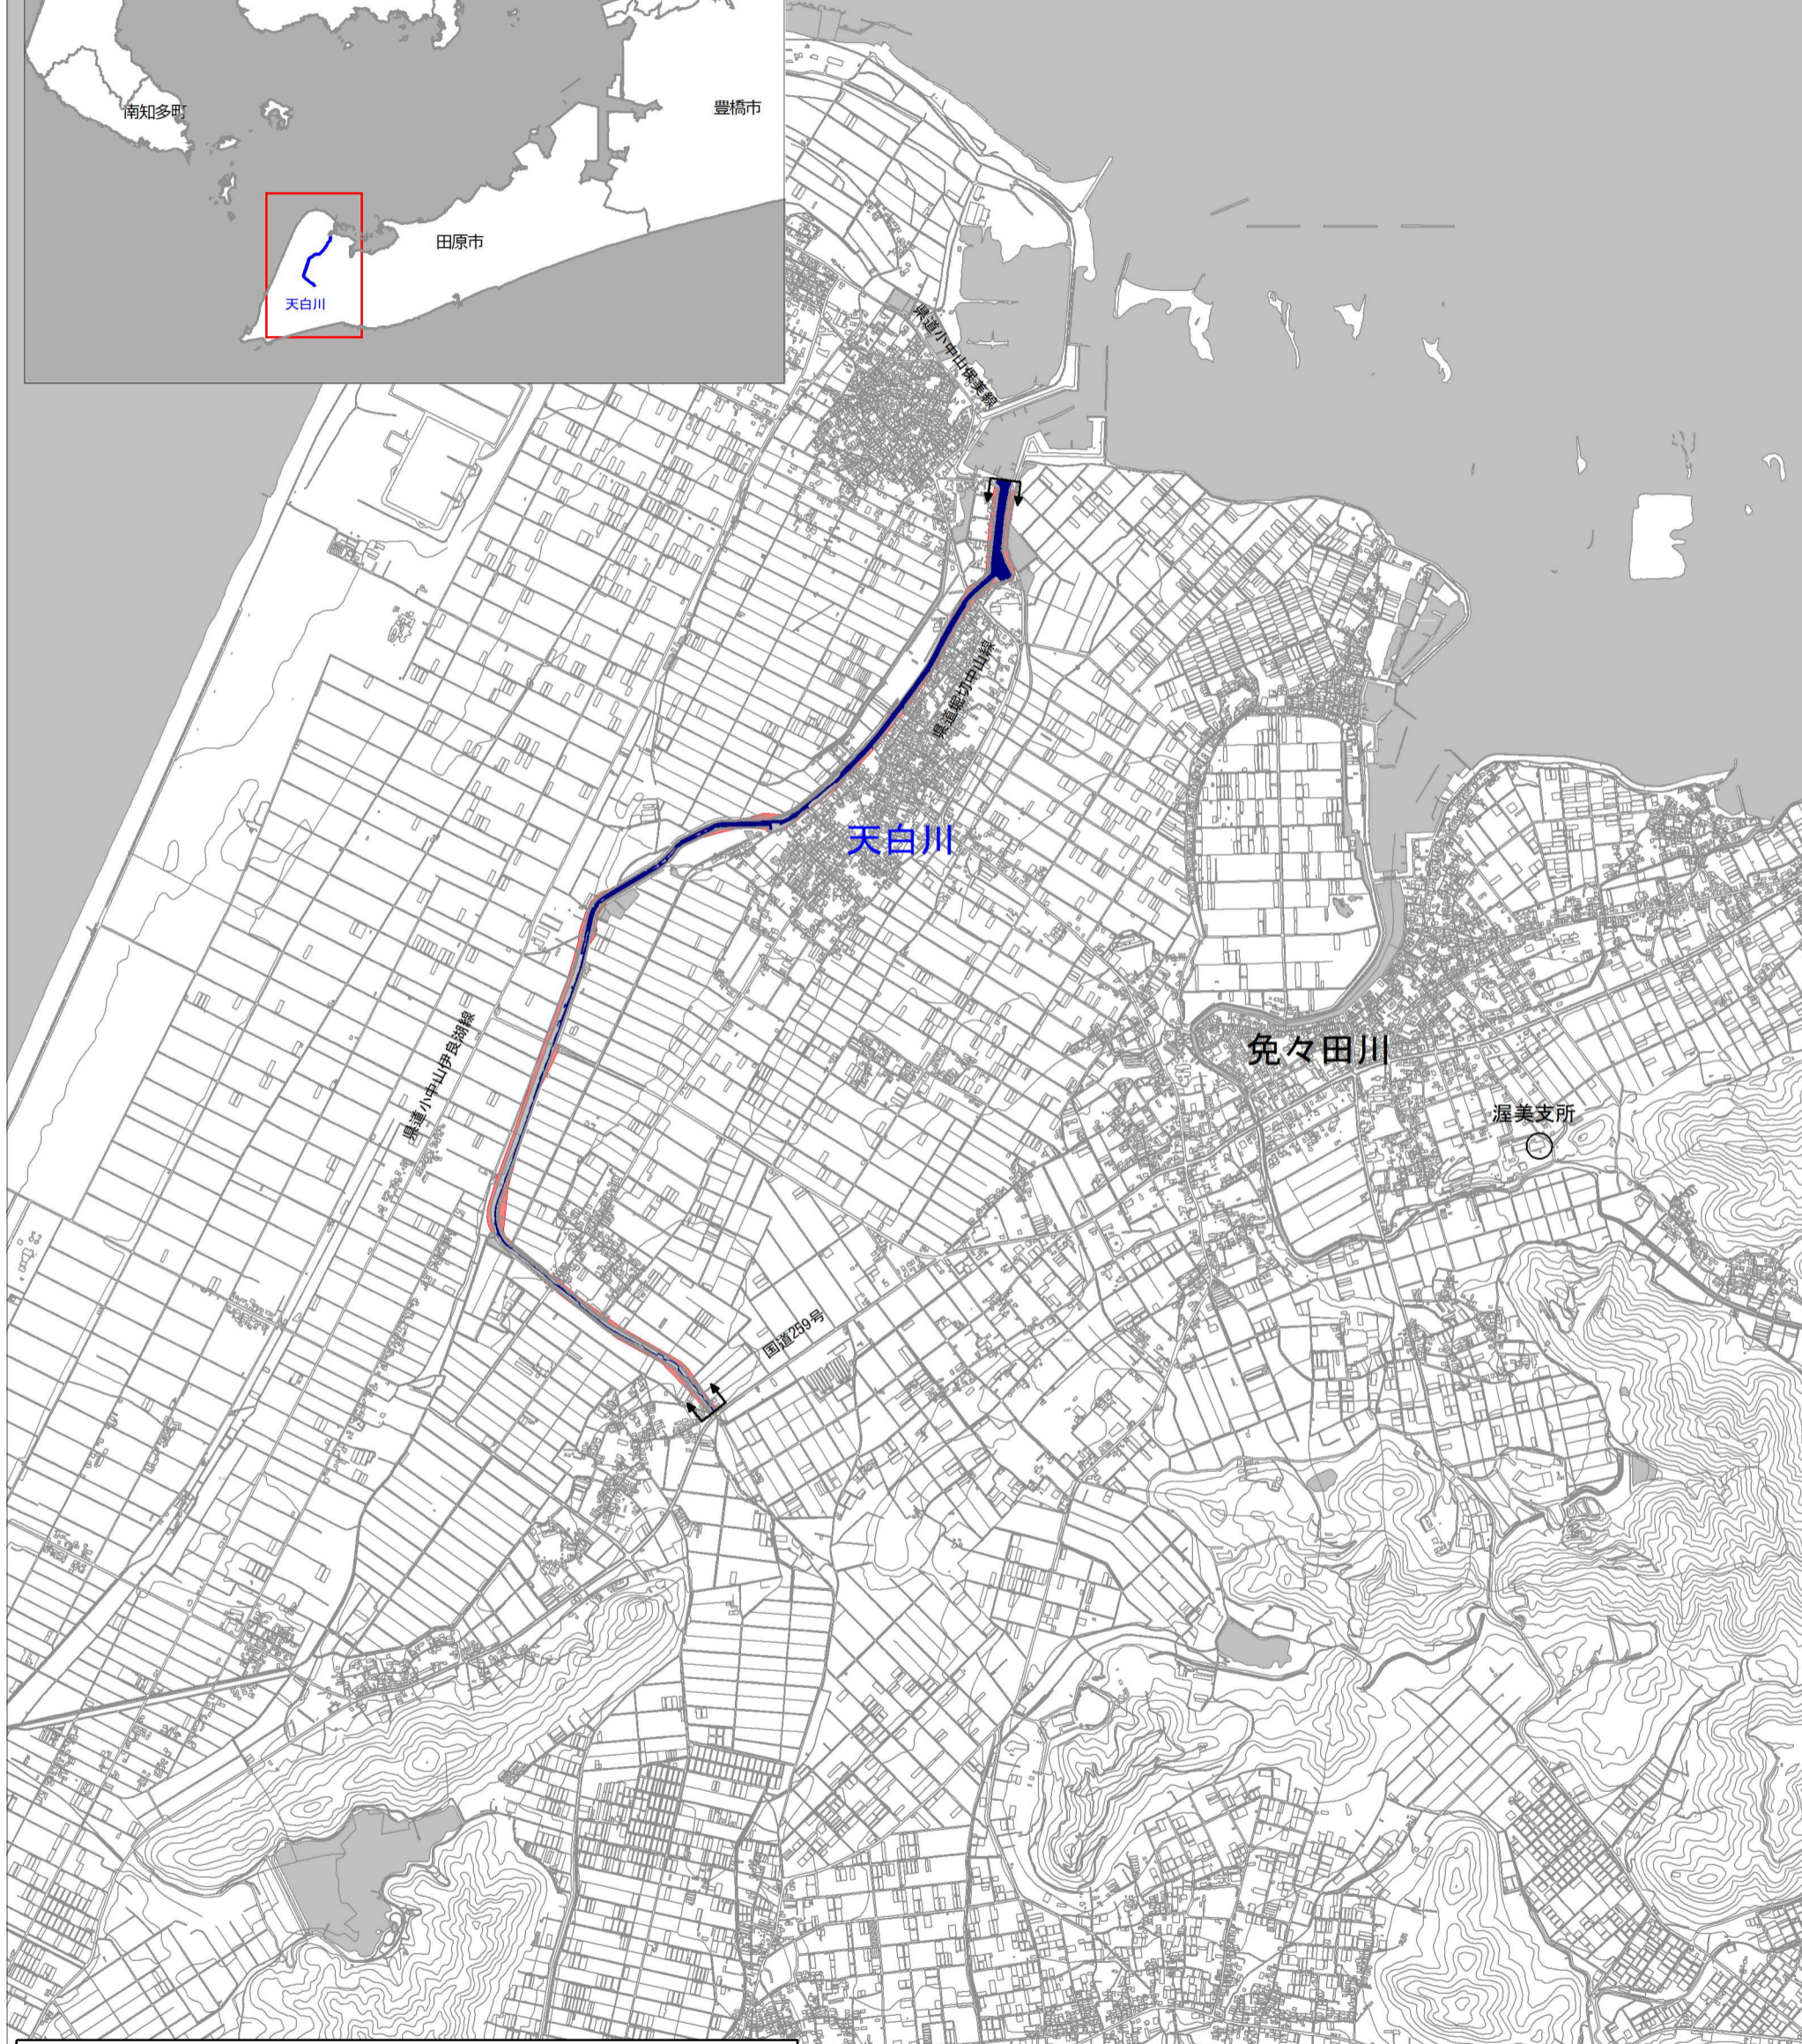 南知多町
豊橋市
田原市
天白川
県道小中山保美線
県道堀切中山線
天白川
県道小中山伊良湖線
免々田川
渥美支所
国道259号